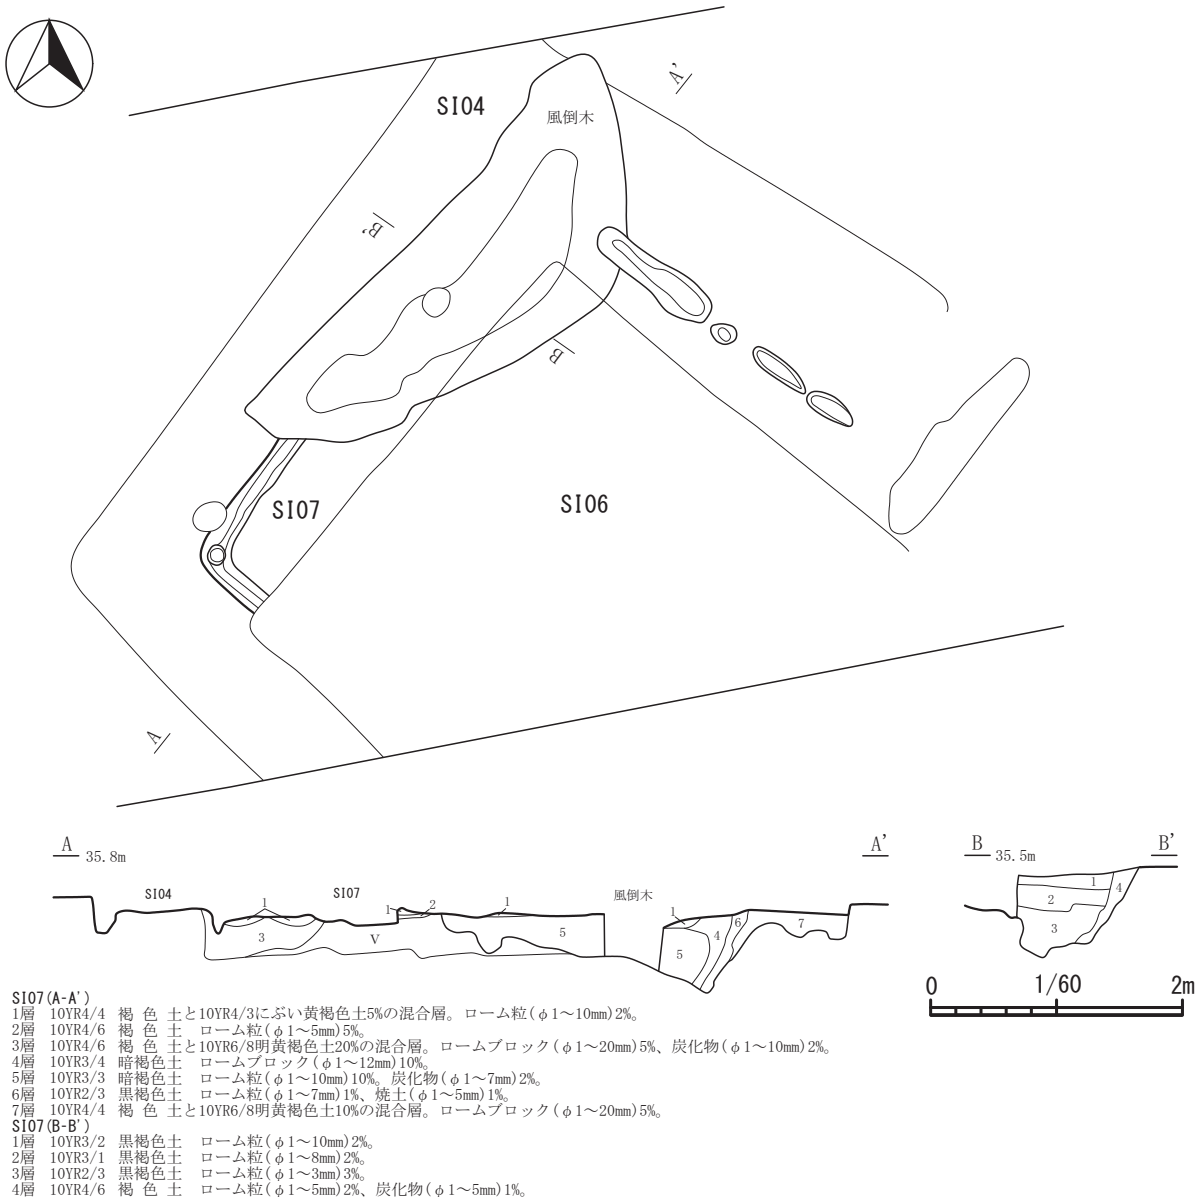 SI04
風倒木
A'
B'
B
SI07
SI06
A
A 35.8m
A'
B 35.5m
B'
SI04
SI07
風倒木
1
1
2
1
3
V
5
1
5
4
6
7
1
2
3
4
0 1/60 2m
SI07(A-A')
1層 10YR4/4 褐色土と10YR4/3にぶい黄褐色土5%の混合層。ローム粒(φ1～10mm)2%。
2層 10YR4/6 褐色土 ローム粒(φ1～5mm)5%。
3層 10YR4/6 褐色土と10YR6/8明黄褐色土20%の混合層。ロームブロック(φ1～20mm)5%、炭化物(φ1～10mm)2%。
4層 10YR3/4 暗褐色土 ロームブロック(φ1～12mm)10%。
5層 10YR3/3 暗褐色土 ローム粒(φ1～10mm)10%。炭化物(φ1～7mm)2%。
6層 10YR2/3 黒褐色土 ローム粒(φ1～7mm)1%、焼土(φ1～5mm)1%。
7層 10YR4/4 褐色土と10YR6/8明黄褐色土10%の混合層。ロームブロック(φ1～20mm)5%。
SI07(B-B')
1層 10YR3/2 黒褐色土 ローム粒(φ1～10mm)2%。
2層 10YR3/1 黒褐色土 ローム粒(φ1～8mm)2%。
3層 10YR2/3 黒褐色土 ローム粒(φ1～3mm)3%。
4層 10YR4/6 褐色土 ローム粒(φ1～5mm)2%、炭化物(φ1～5mm)1%。